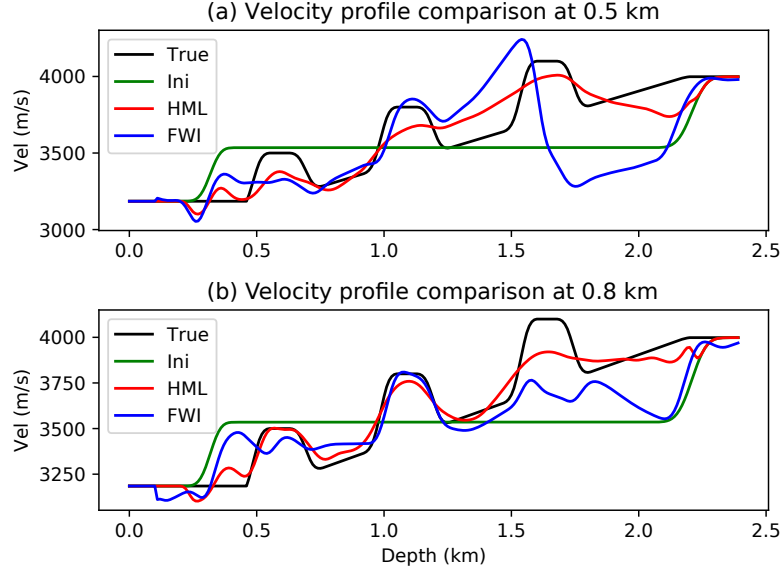 (a) Velocity profile comparison at 0.5 km
Vel (m/s)
4000
3500
3000
True
Ini
HML
FWI
0.0 0.5 1.0 1.5 2.0 2.5
(b) Velocity profile comparison at 0.8 km
Vel (m/s)
4000
3750
3500
3250
True
Ini
HML
FWI
0.0 0.5 1.0 1.5 2.0 2.5
Depth (km)